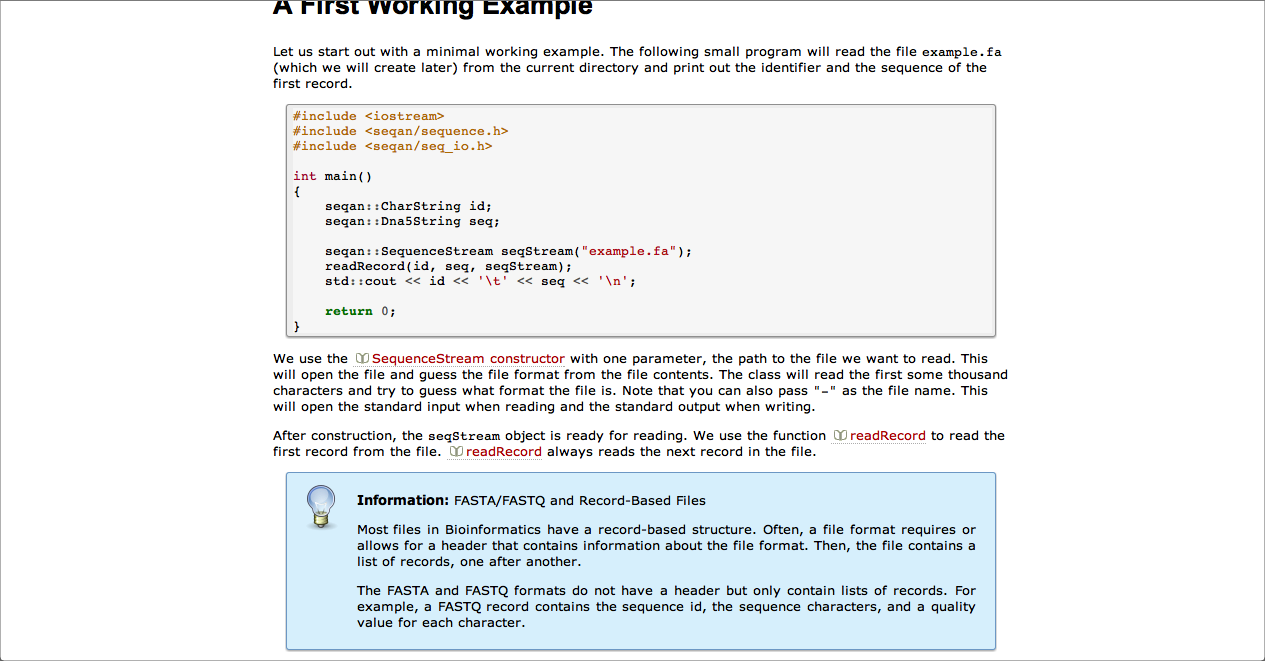 A First Working Example
Let us start out with a minimal working example. The following small program will read the file example.fa
(which we will create later) from the current directory and print out the identifier and the sequence of the
first record.
#include <iostream>
#include <seqan/sequence.h>
#include <seqan/seq_io.h>
int main()
{
    seqan::CharString id;
    seqan::Dna5String seq;
    seqan::SequenceStream seqStream("example.fa");
    readRecord(id, seq, seqStream);
    std::cout << id << '\t' << seq << '\n';
    return 0;
}
We use the SequenceStream constructor with one parameter, the path to the file we want to read. This
will open the file and guess the file format from the file contents. The class will read the first some thousand
characters and try to guess what format the file is. Note that you can also pass "-" as the file name. This
will open the standard input when reading and the standard output when writing.
After construction, the seqStream object is ready for reading. We use the function readRecord to read the
first record from the file. readRecord always reads the next record in the file.
Information: FASTA/FASTQ and Record-Based Files
Most files in Bioinformatics have a record-based structure. Often, a file format requires or
allows for a header that contains information about the file format. Then, the file contains a
list of records, one after another.
The FASTA and FASTQ formats do not have a header but only contain lists of records. For
example, a FASTQ record contains the sequence id, the sequence characters, and a quality
value for each character.